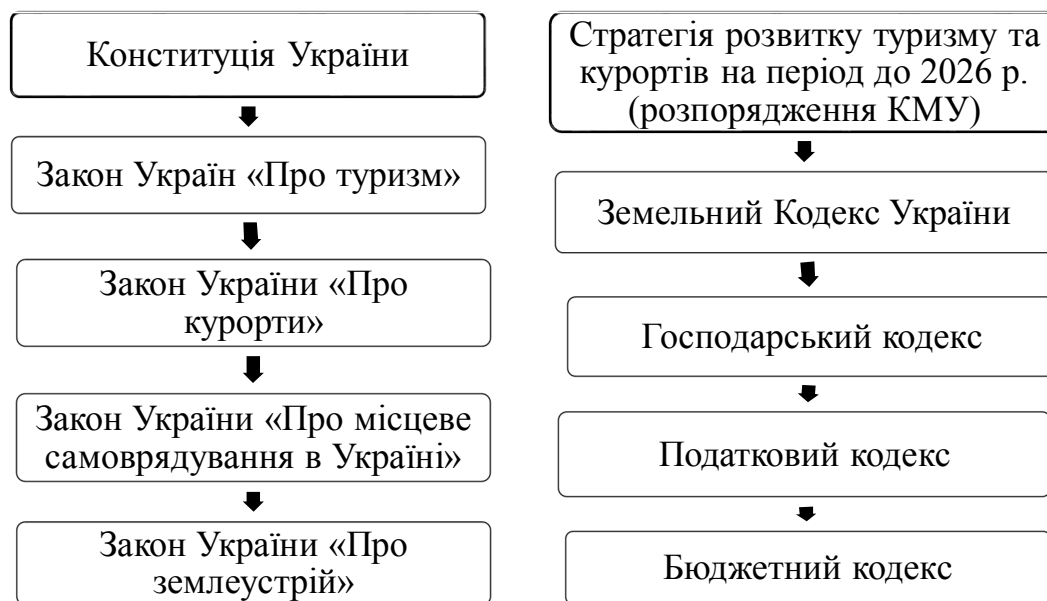 Конституція України
Закон Україн «Про туризм»
Закон України «Про
курорти»
Закон України «Про місцеве
самоврядування в Україні»
Закон України «Про
землеустрій»
Стратегія розвитку туризму та
курортів на період до 2026 р.
(розпорядження КМУ)
Земельний Кодекс України
Господарський кодекс
Податковий кодекс
Бюджетний кодекс